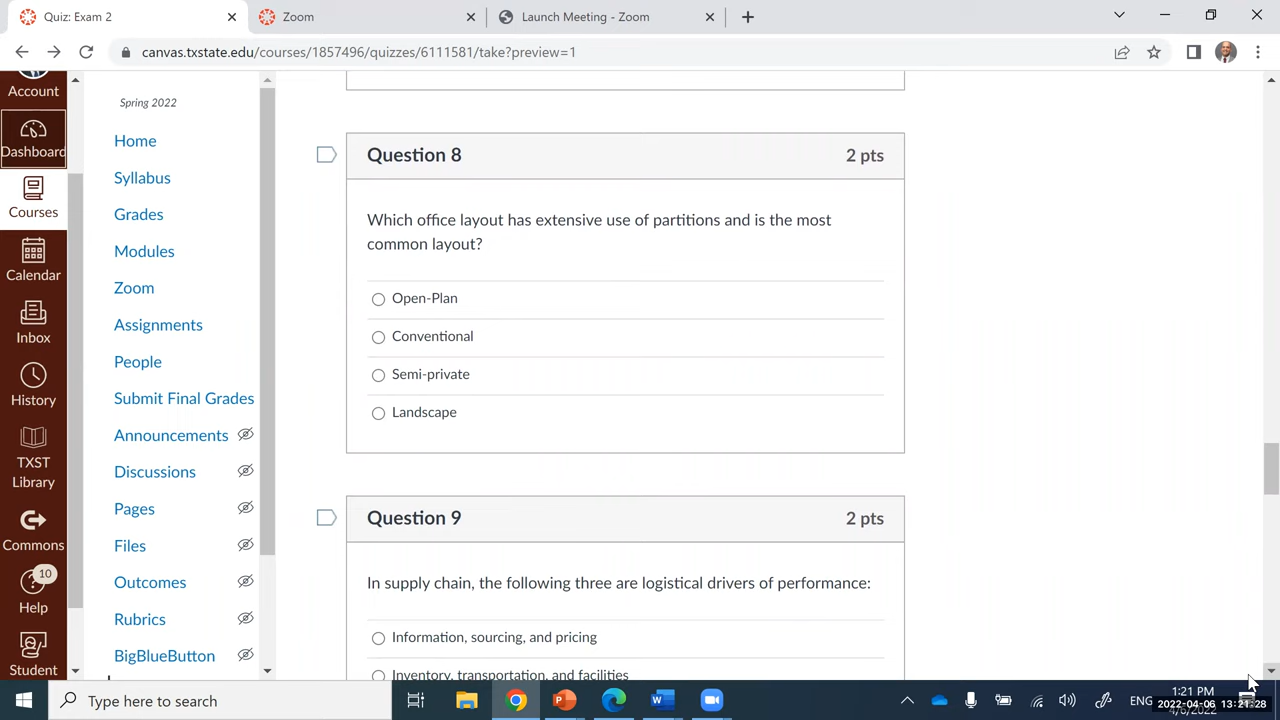 Quiz: Exam 2
Zoom
Launch Meeting - Zoom
canvas.txstate.edu/courses/1857496/quizzes/6111581/take?preview=1
Account
Dashboard
Courses
Calendar
Inbox
History
TXST
Library
Commons
10
Help
Student
Spring 2022
Home
Syllabus
Grades
Modules
Zoom
Assignments
People
Submit Final Grades
Announcements
Discussions
Pages
Files
Outcomes
Rubrics
BigBlueButton
Question 8
2 pts
Which office layout has extensive use of partitions and is the most
common layout?
Open-Plan
Conventional
Semi-private
Landscape
Question 9
2 pts
In supply chain, the following three are logistical drivers of performance:
Information, sourcing, and pricing
Inventory, transportation, and facilities
Type here to search
ENG
1:21 PM
2022-04-06 13:21:28